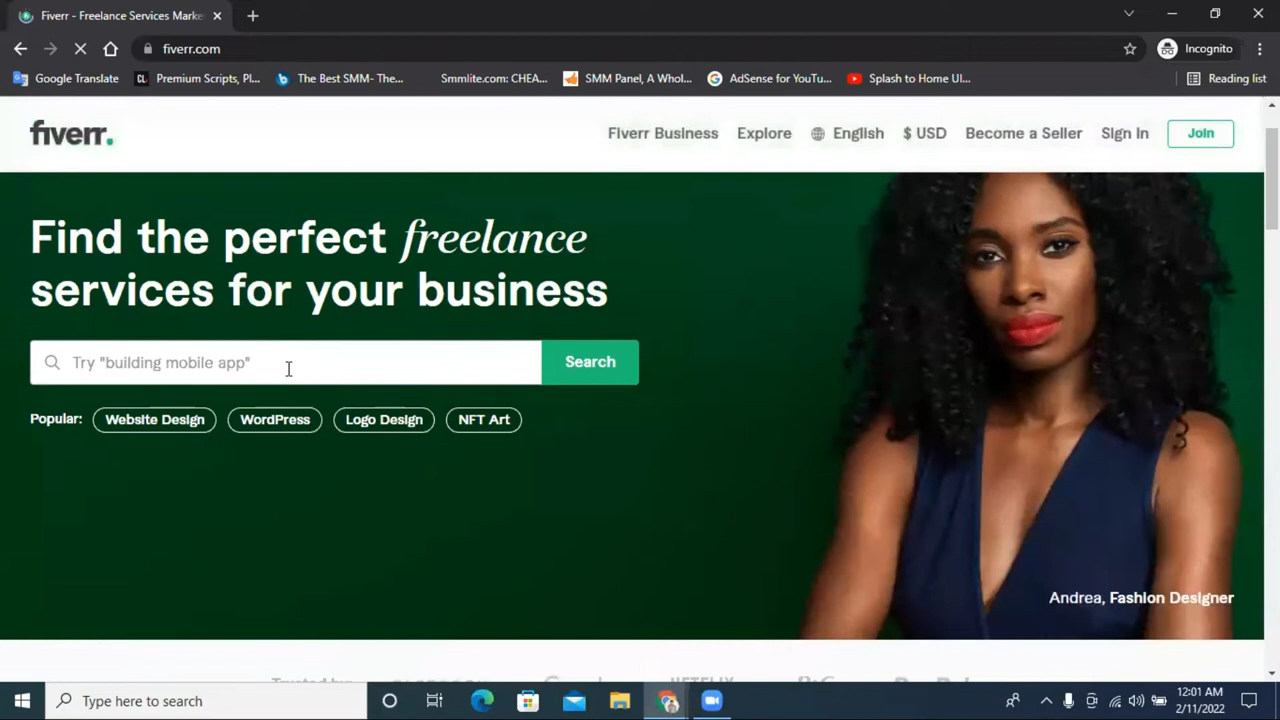 Fiverr - Freelance Services Marke
fiverr.com
Incognito
Google Translate
Premium Scripts, Pl...
The Best SMM- The...
Smmlite.com: CHEA...
SMM Panel, A Whol...
AdSense for YouTu...
Splash to Home UI...
Reading list
fiverr.
Fiverr Business
Explore
English
$ USD
Become a Seller
Sign In
Join
Find the perfect freelance
services for your business
Try "building mobile app"
Search
Popular:
Website Design
WordPress
Logo Design
NFT Art
Andrea, Fashion Designer
Type here to search
12:01 AM
2/11/2022